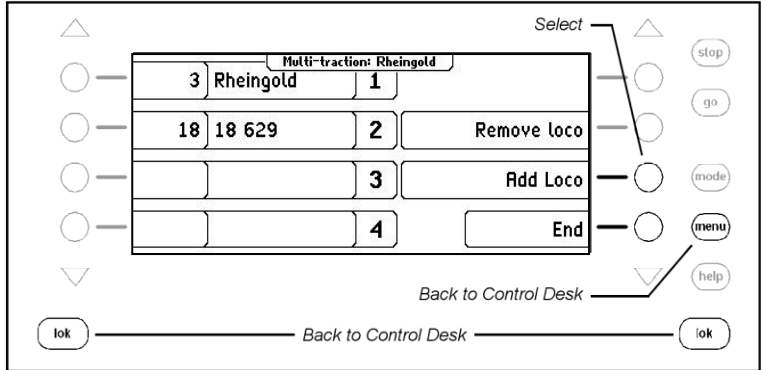 Select
stop
Multi-traction: Rheingold
3 Rheingold 1
go
18 18 629 2 Remove loco
3 Add Loco
mode
4 End
menu
help
Back to Control Desk
lok
Back to Control Desk
lok